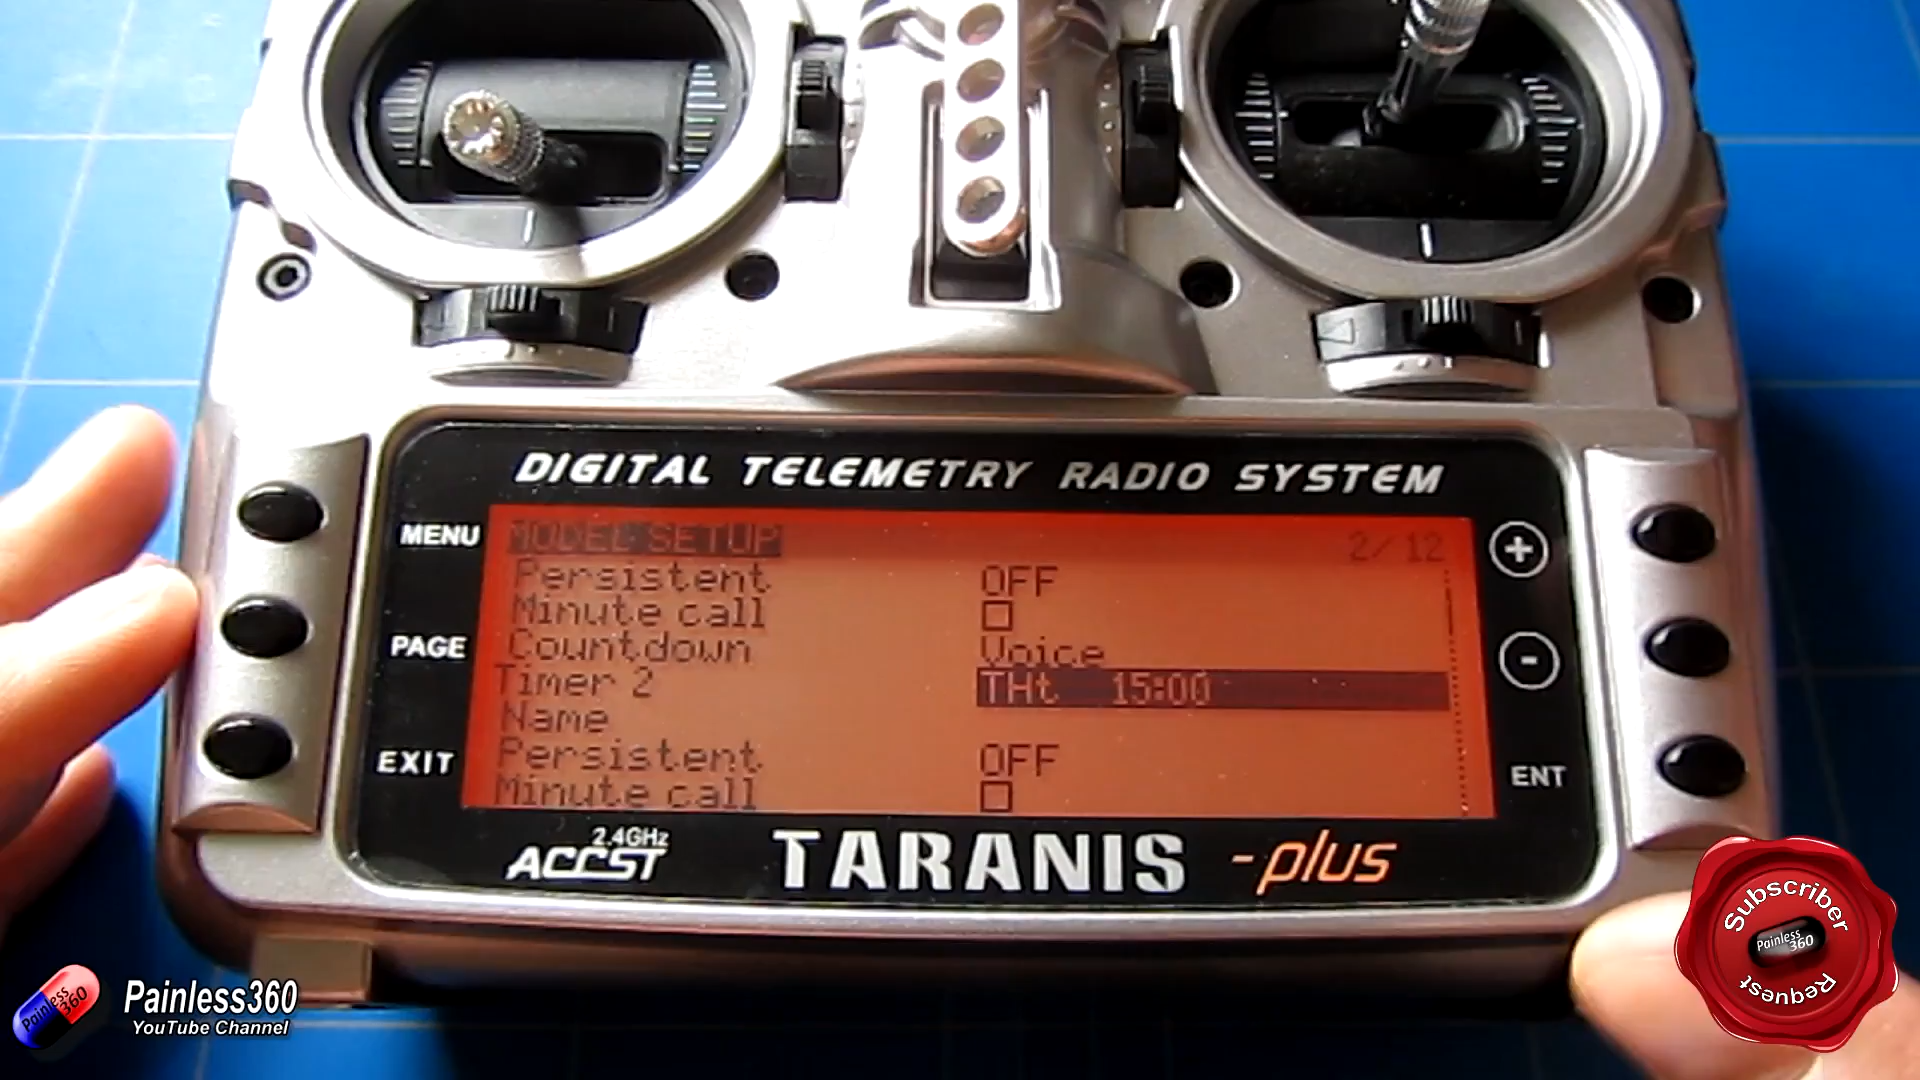 DIGITAL TELEMETRY RADIO SYSTEM
MENU
PAGE
EXIT
MODEL SETUP 2/12
Persistent OFF
Minute call
Countdown Voice
Timer 2 THt 15:00
Name
Persistent OFF
Minute call
+
-
ENT
2.4GHz
ACCST
TARANIS -plus
Painless360
Painless360
YouTube Channel
Subscriber
Painless
360
Request